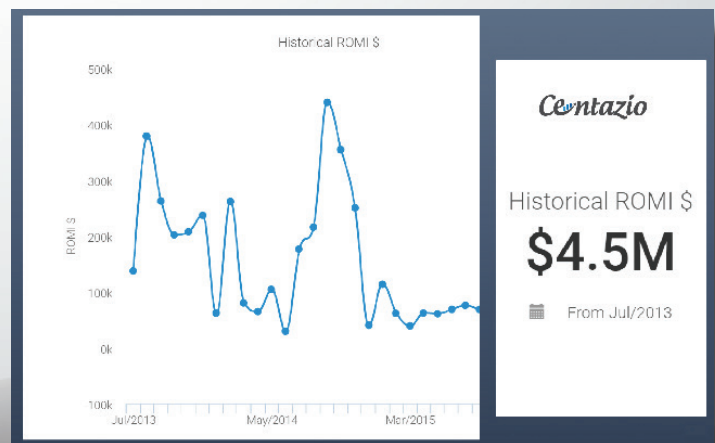 Historical ROMI $
500k
400k
300k
200k
100k
0k
100k
ROMI $
Jul/2013
May/2014
Mar/2015
Centazio
Historical ROMI $
$4.5M
From Jul/2013